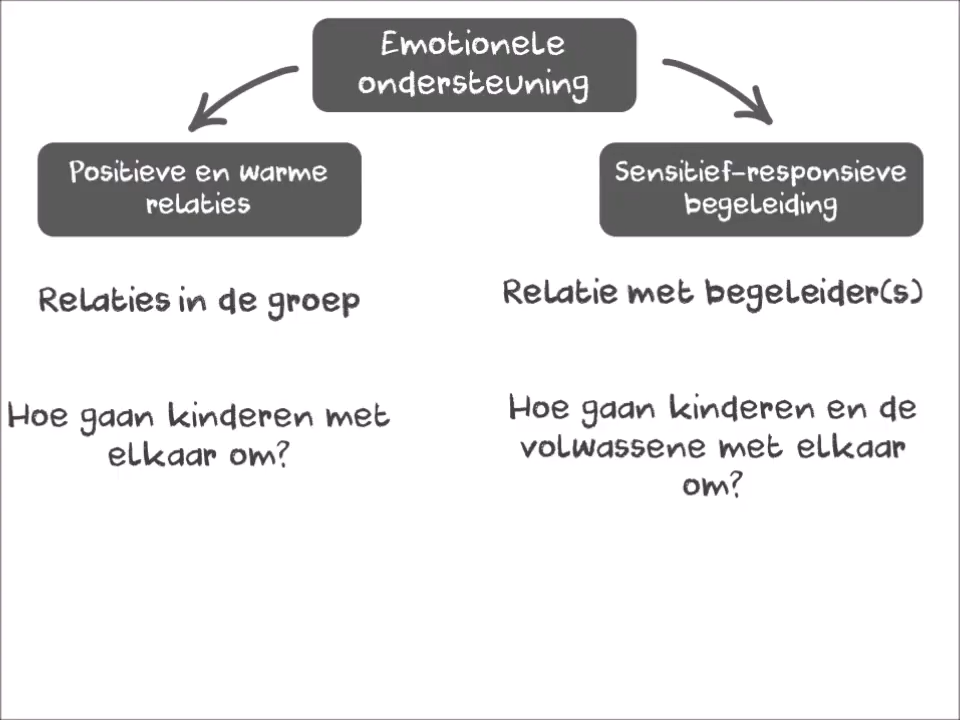 Emotionele
ondersteuning
Positieve en warme
relaties
Sensitief-responsieve
begeleiding
Relaties in de groep
Relatie met begeleider(s)
Hoe gaan kinderen met
elkaar om?
Hoe gaan kinderen en de
volwassene met elkaar
om?